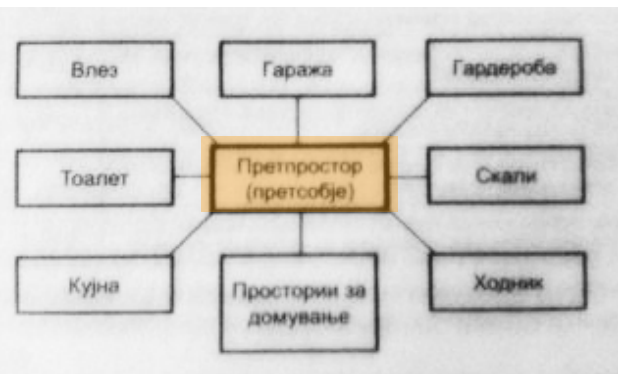 Влез
Гаража
Гардероба
Тоалет
Претпростор
(претсобје)
Скали
Кујна
Простории за
домување
Ходник